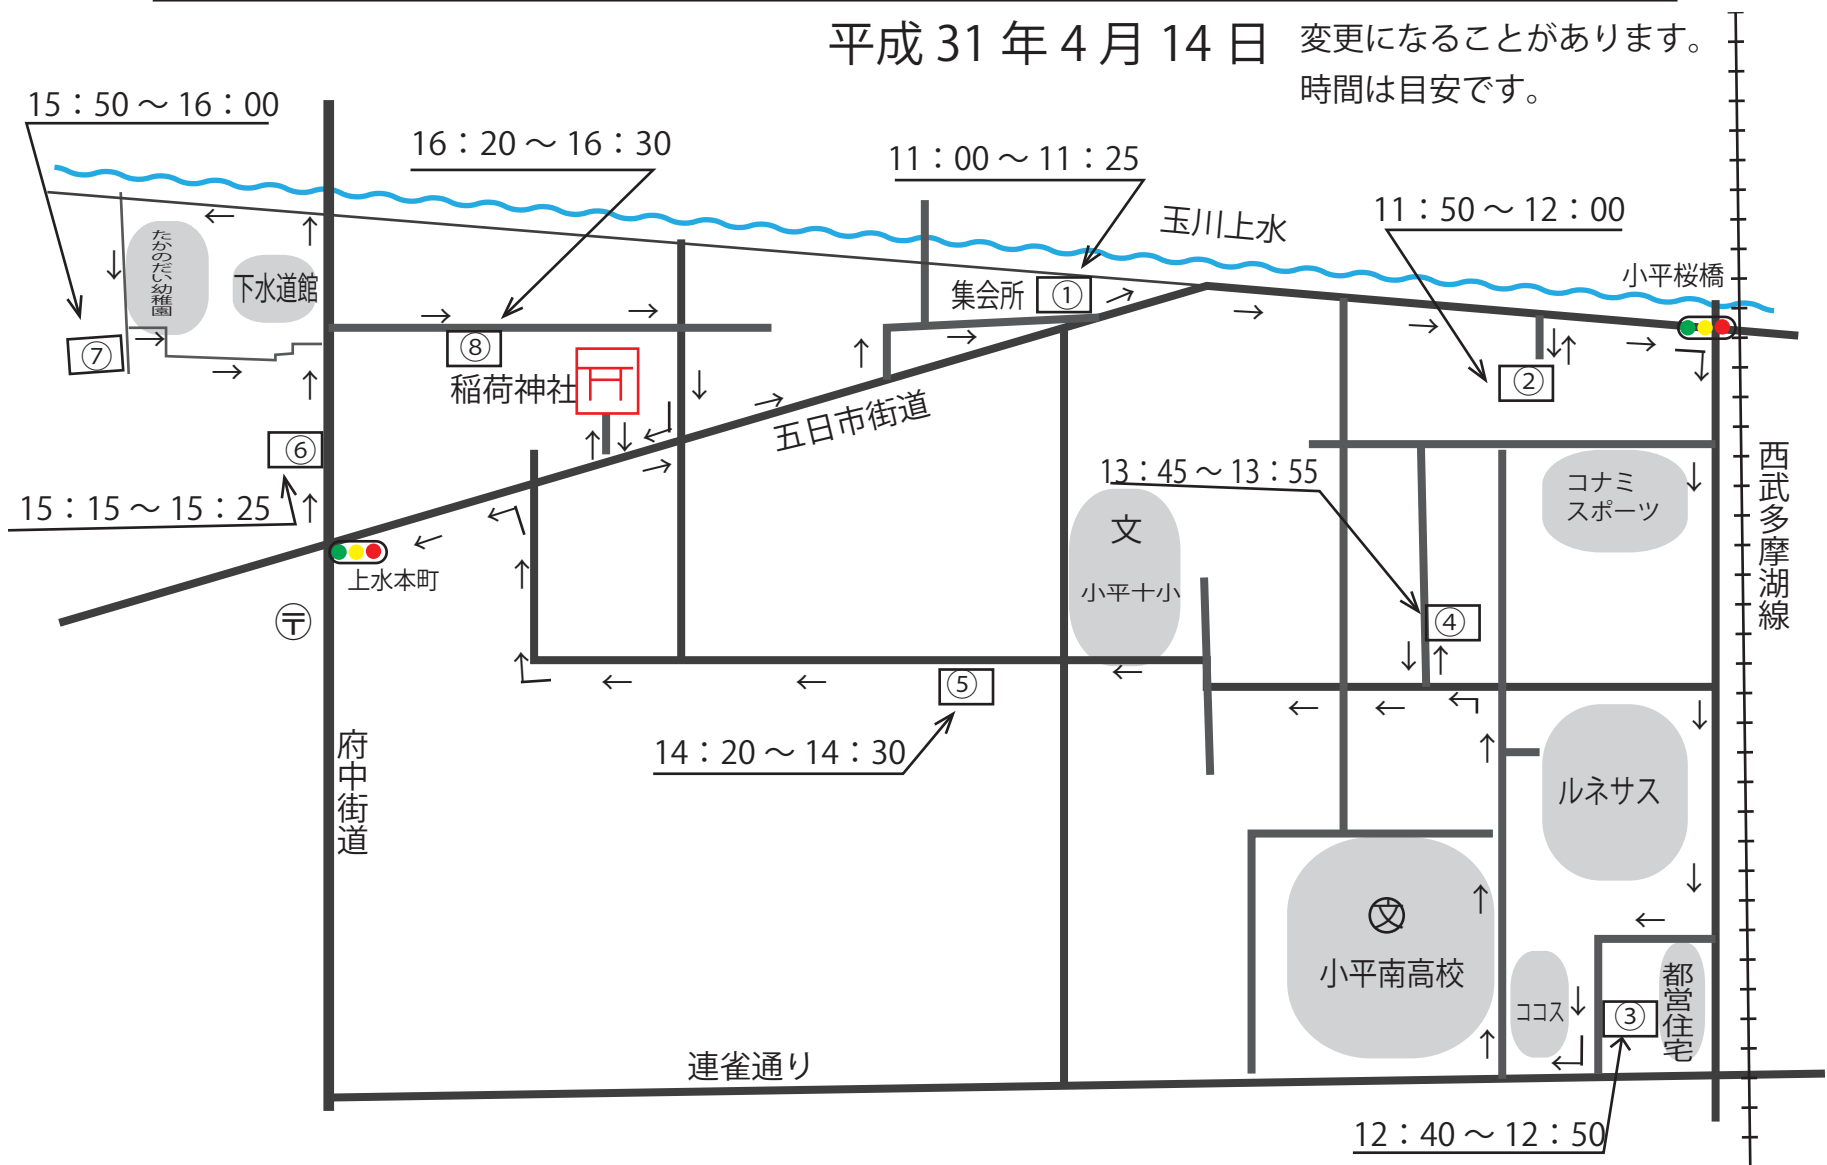 平成 31 年 4 月 14 日
変更になることがあります。
時間は目安です。
15：50 〜 16：00
16：20 〜 16：30
11：00 〜 11：25
11：50 〜 12：00
玉川上水
小平桜橋
たかのだい幼稚園
下水道館
集会所
①
⑦
⑧
②
稲荷神社
五日市街道
⑥
15：15 〜 15：25
13：45 〜 13：55
コナミ
スポーツ
西武多摩湖線
文
小平十小
上水本町
〒
④
⑤
14：20 〜 14：30
府中街道
ルネサス
文
小平南高校
ココス
③
都営住宅
連雀通り
12：40 〜 12：50